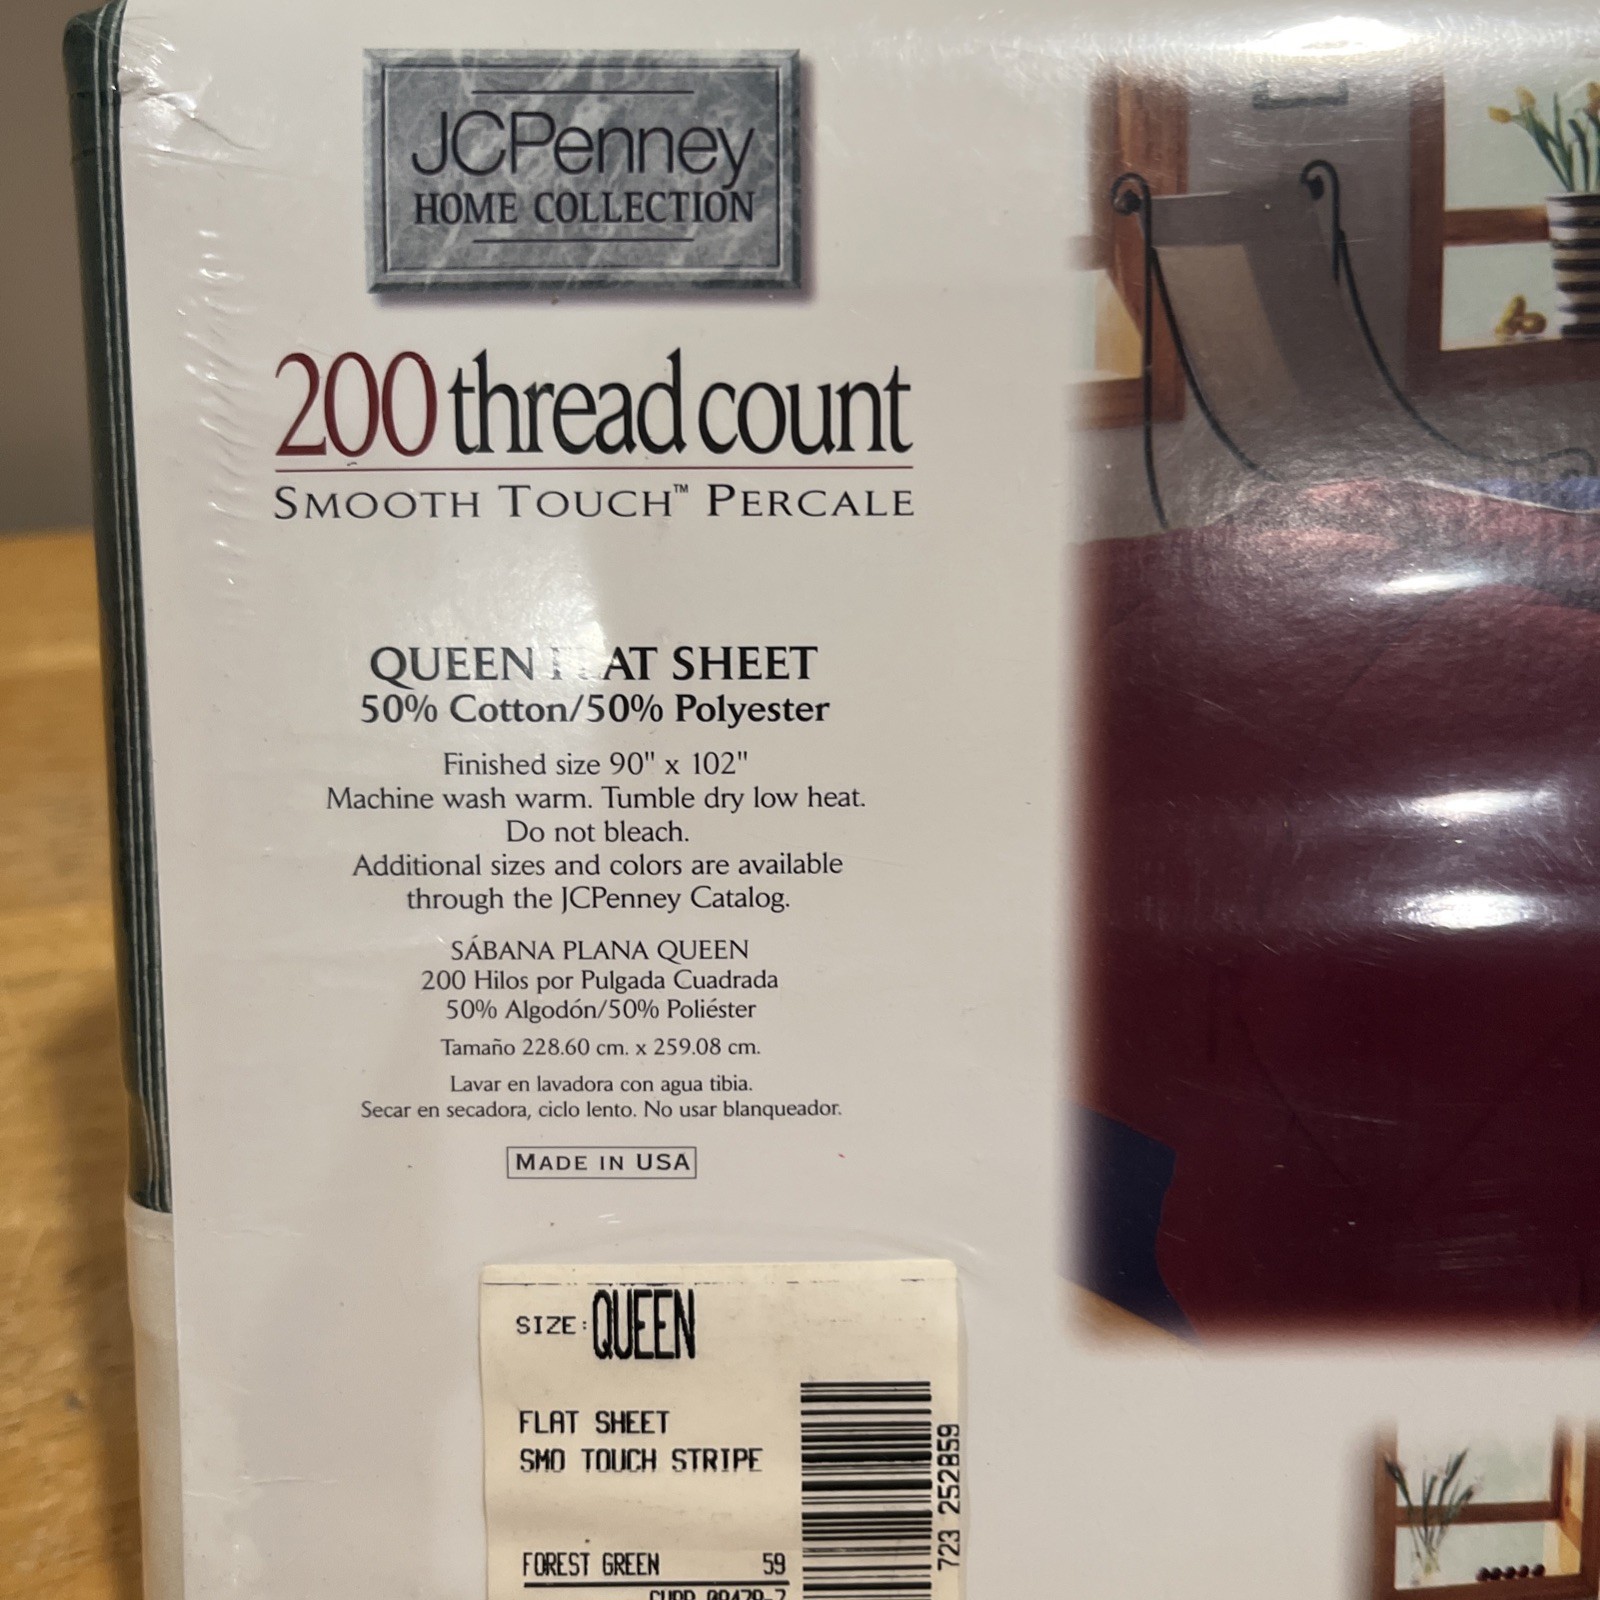 JCPenney
HOME COLLECTION
200 thread count
SMOOTH TOUCH™ PERCALE
QUEEN FLAT SHEET
50% Cotton/50% Polyester
Finished size 90" x 102"
Machine wash warm. Tumble dry low heat.
Do not bleach.
Additional sizes and colors are available
through the JCPenney Catalog.
SÁBANA PLANA QUEEN
200 Hilos por Pulgada Cuadrada
50% Algodón/50% Poliéster
Tamaño 228.60 cm. x 259.08 cm.
Lavar en lavadora con agua tibia.
Secar en secadora, ciclo lento. No usar blanqueador.
MADE IN USA
SIZE: QUEEN
FLAT SHEET
SMO TOUCH STRIPE
FOREST GREEN 59
723 252859